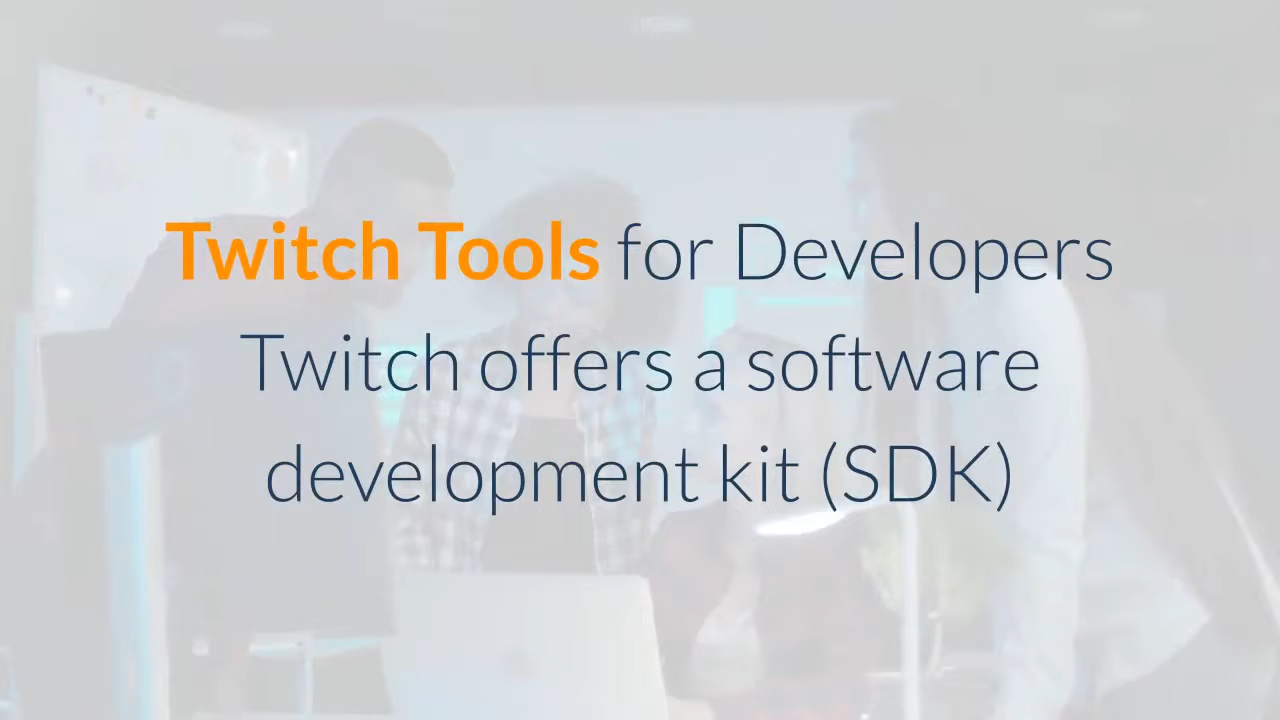 Twitch Tools for Developers
Twitch offers a software
development kit (SDK)